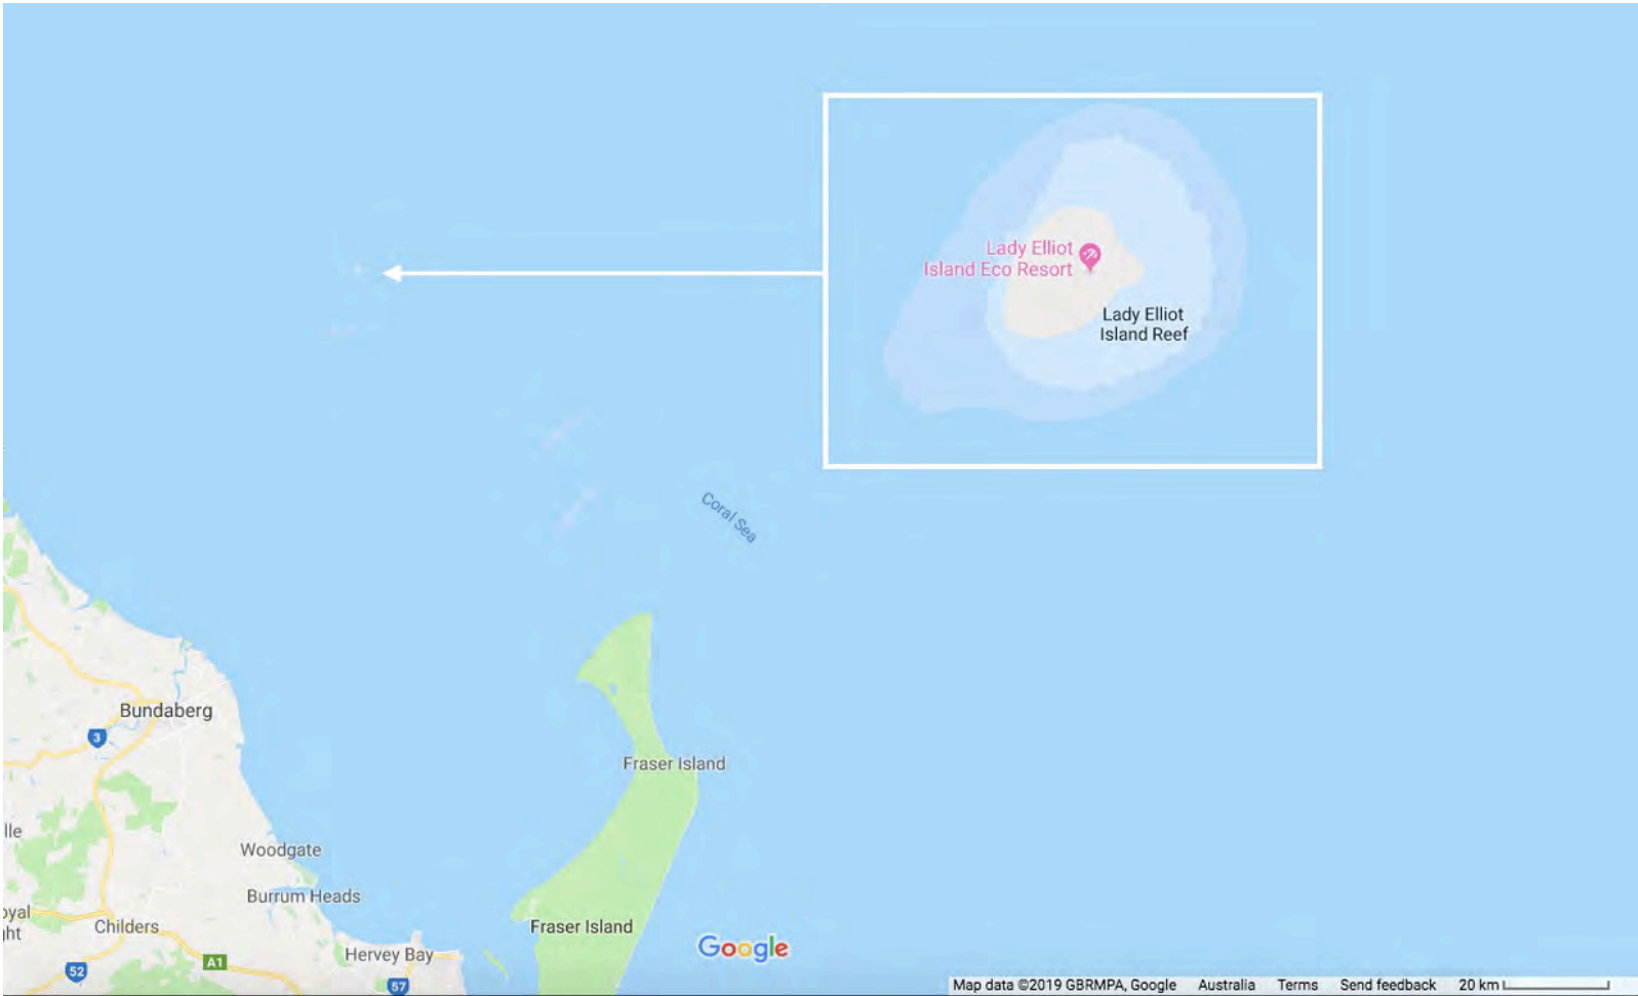 Lady Elliot
Island Eco Resort
Lady Elliot
Island Reef
Coral Sea
Bundaberg
3
Fraser Island
lle
Woodgate
Burrum Heads
oyal
ht
Childers
Fraser Island
Hervey Bay
A1
52
57
Google
Map data ©2019 GBRMPA, Google Australia Terms Send feedback 20 km